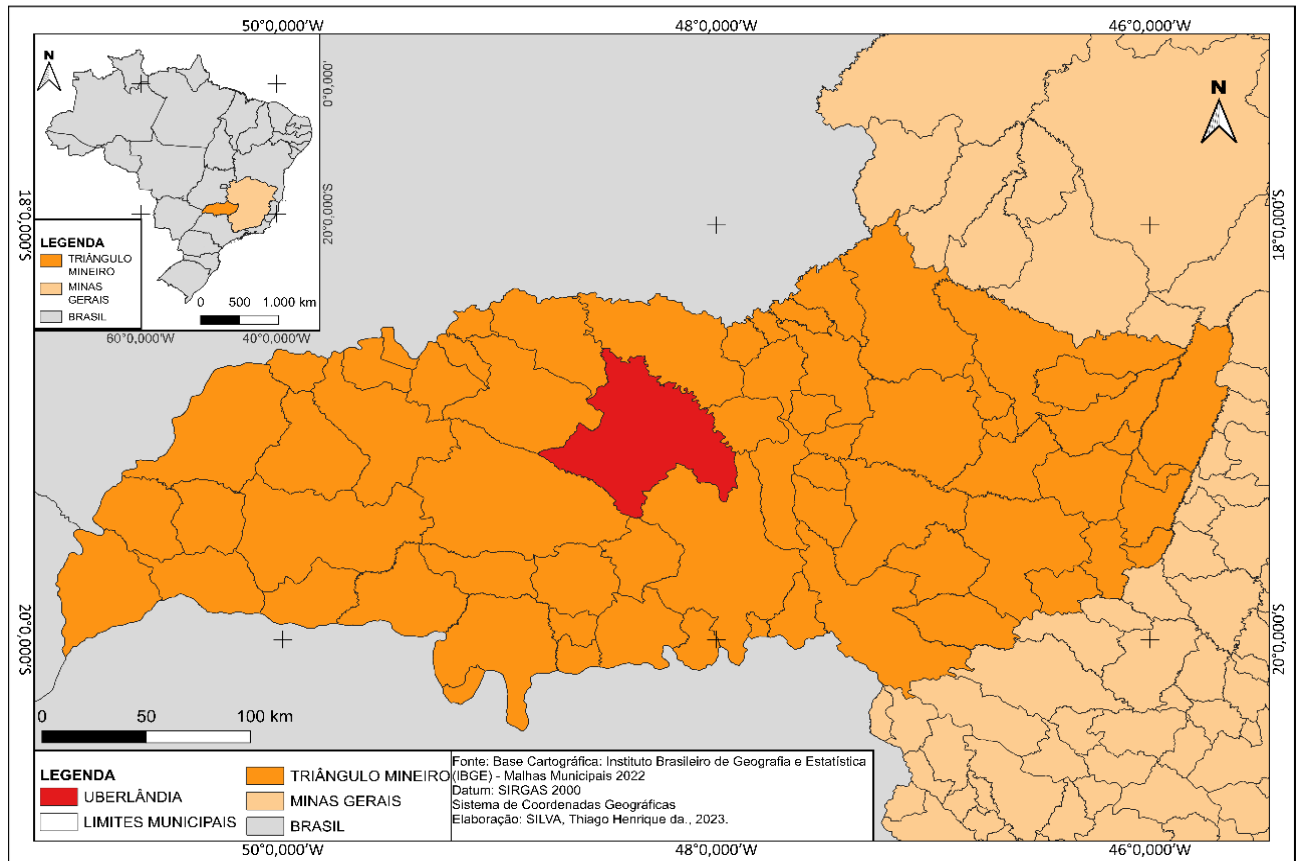 50°0,000'W
48°0,000'W
46°0,000'W
N
0°0,000'
20°0,000'S
18°0,000'S
18°0,000'S
N
LEGENDA
TRIÂNGULO
MINEIRO
MINAS
GERAIS
BRASIL
0 500 1.000 km
60°0,000'W
40°0,000'W
20°0,000'S
20°0,000'S
0 50 100 km
LEGENDA
UBERLÂNDIA
LIMITES MUNICIPAIS
TRIÂNGULO MINEIRO
MINAS GERAIS
BRASIL
Fonte: Base Cartográfica: Instituto Brasileiro de Geografia e Estatística
(IBGE) - Malhas Municipais 2022
Datum: SIRGAS 2000
Sistema de Coordenadas Geográficas
Elaboração: SILVA, Thiago Henrique da., 2023.
50°0,000'W
48°0,000'W
46°0,000'W